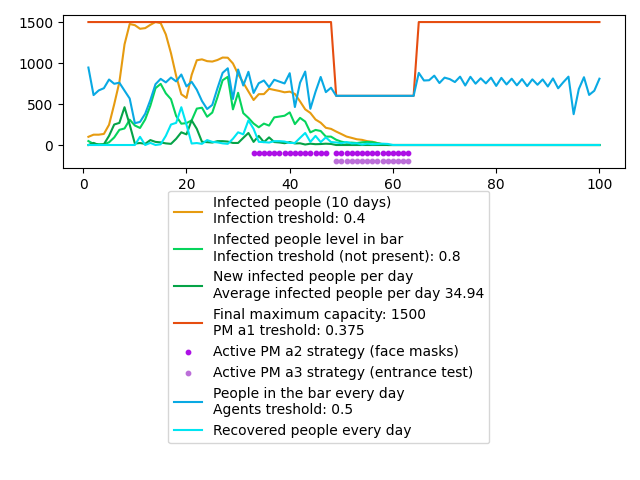 1500
1000
500
0
0 20 40 60 80 100
Infected people (10 days)
Infection treshold: 0.4
Infected people level in bar
Infection treshold (not present): 0.8
New infected people per day
Average infected people per day 34.94
Final maximum capacity: 1500
PM a1 treshold: 0.375
Active PM a2 strategy (face masks)
Active PM a3 strategy (entrance test)
People in the bar every day
Agents treshold: 0.5
Recovered people every day